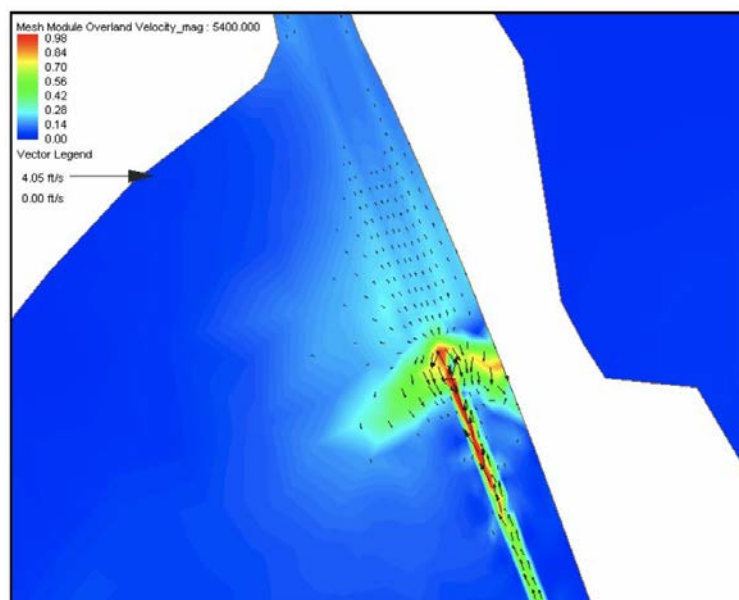 Mesh Module Overland Velocity_mag : 5400.000
0.98
0.84
0.70
0.56
0.42
0.28
0.14
0.00
Vector Legend
4.05 ft/s
0.00 ft/s